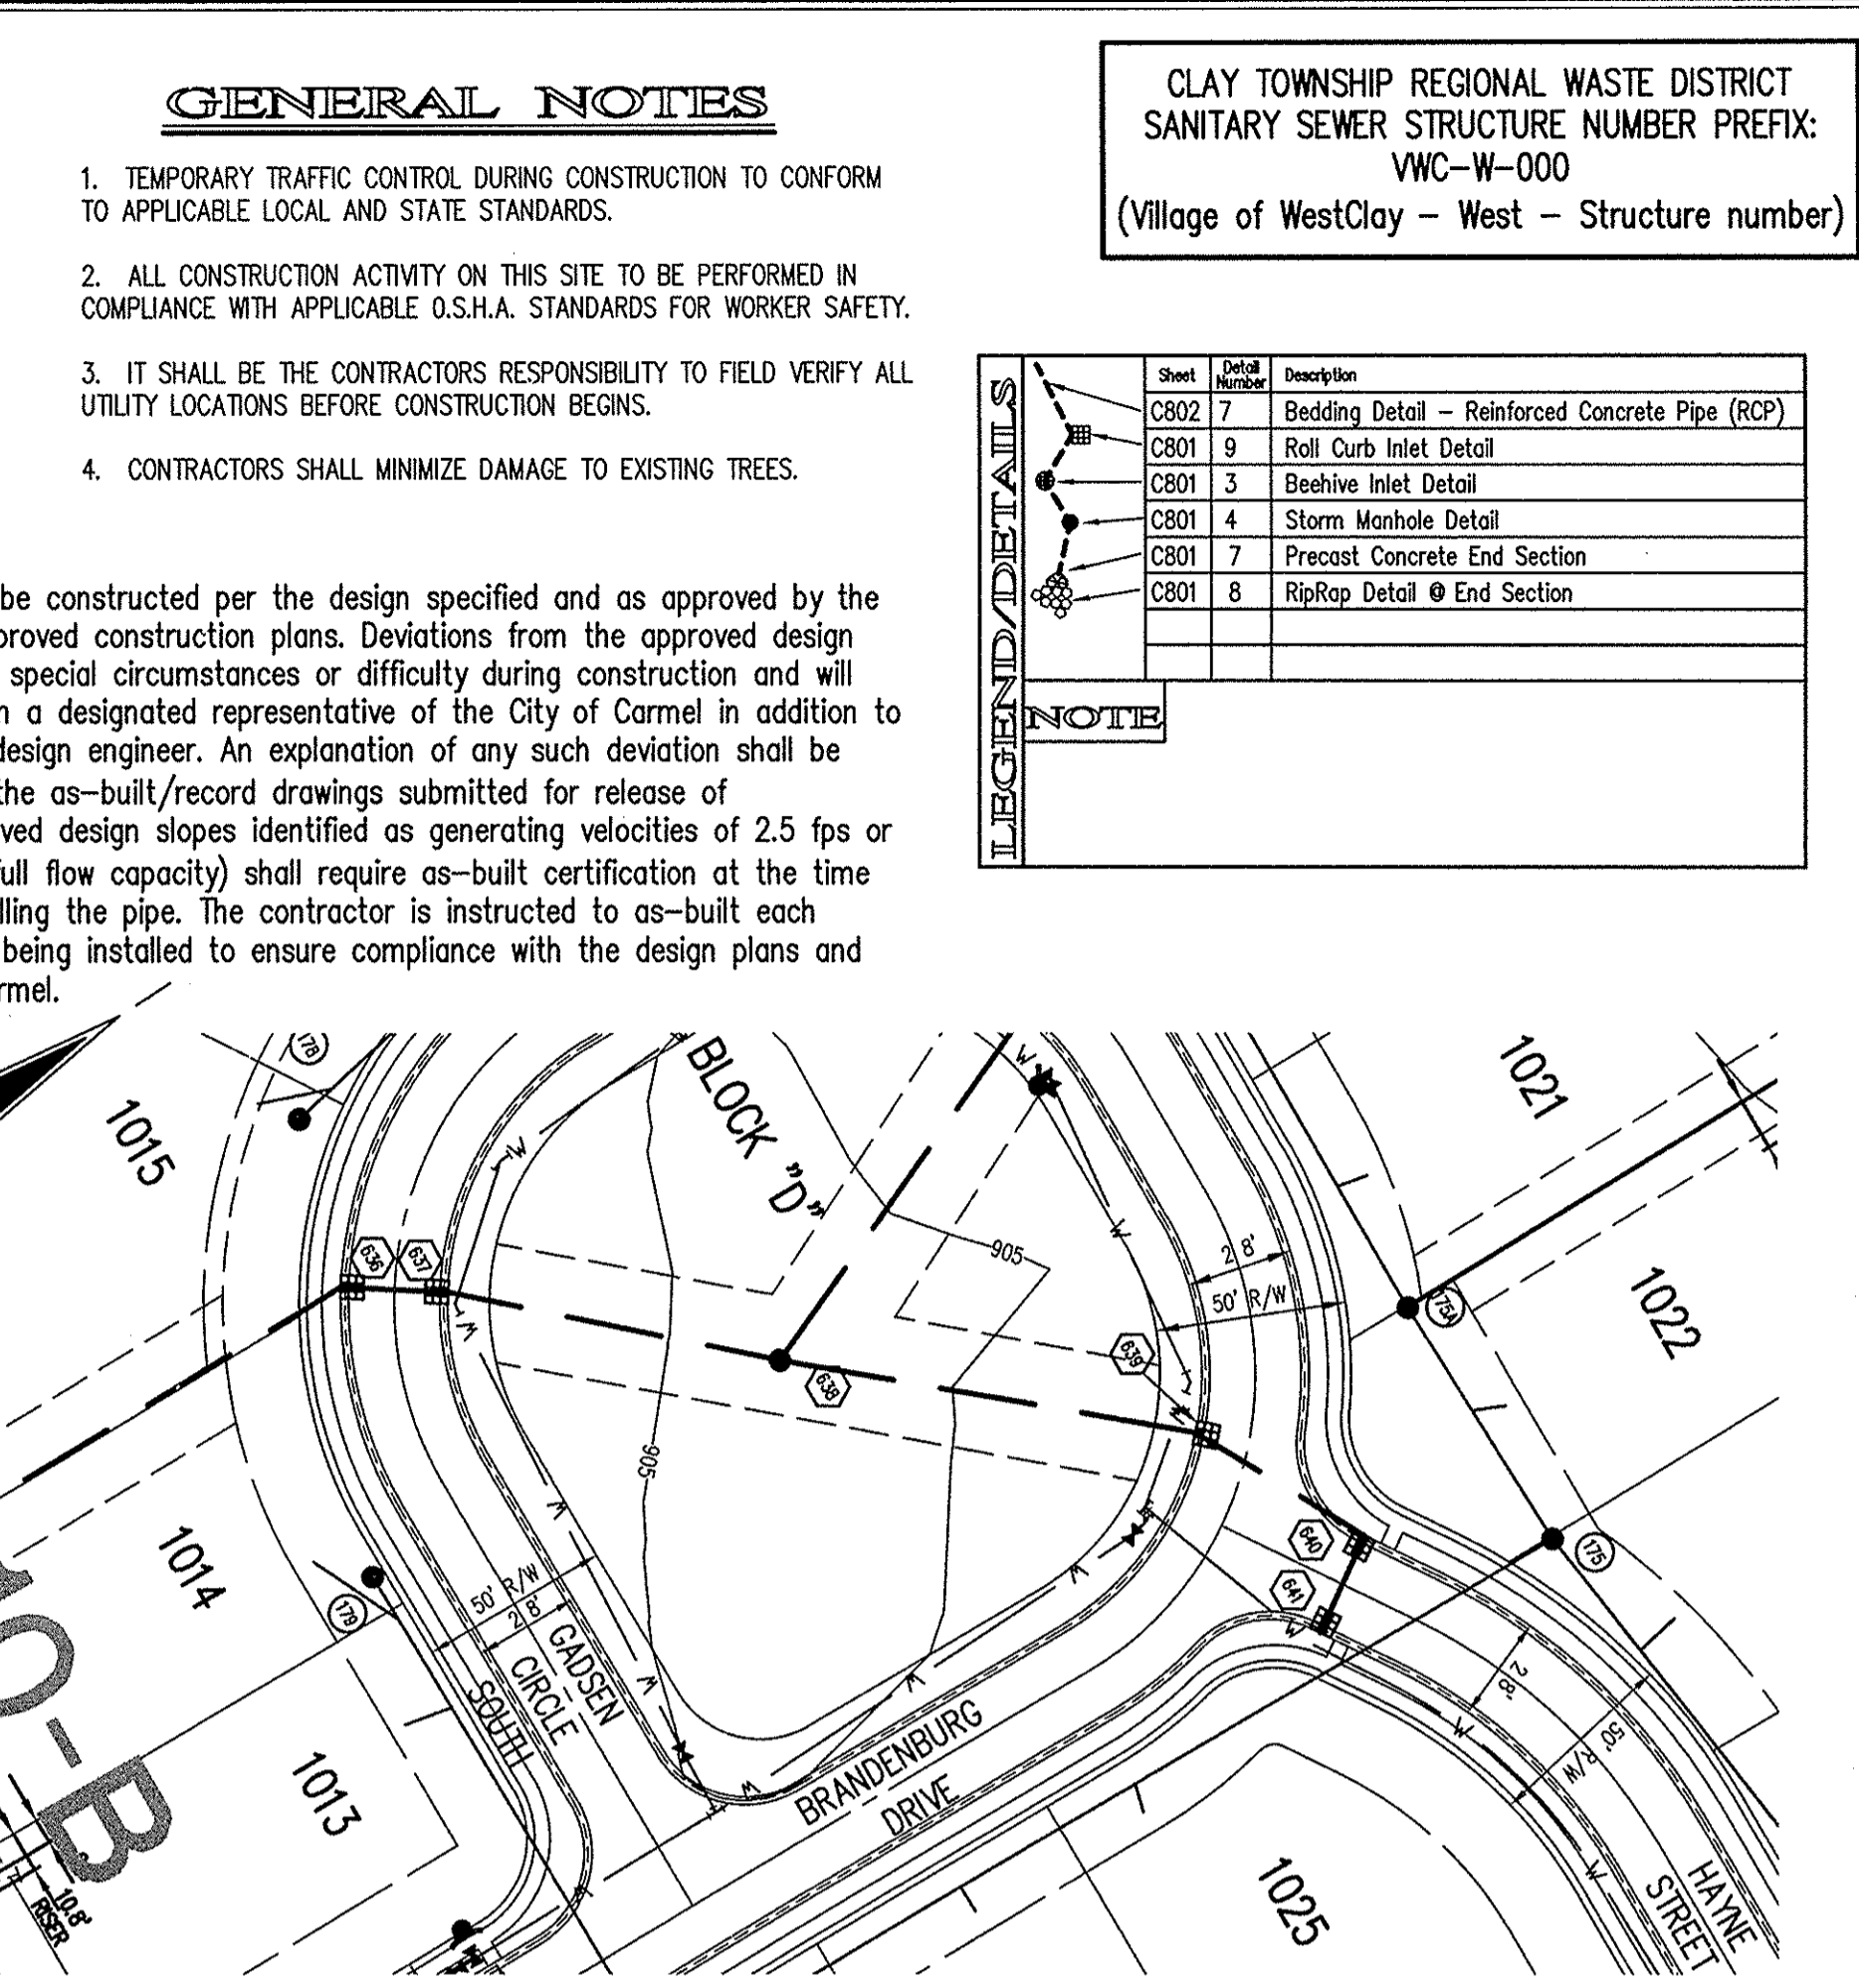 GENERAL NOTES
1. TEMPORARY TRAFFIC CONTROL DURING CONSTRUCTION TO CONFORM
TO APPLICABLE LOCAL AND STATE STANDARDS.
2. ALL CONSTRUCTION ACTIVITY ON THIS SITE TO BE PERFORMED IN
COMPLIANCE WITH APPLICABLE O.S.H.A. STANDARDS FOR WORKER SAFETY.
3. IT SHALL BE THE CONTRACTORS RESPONSIBILITY TO FIELD VERIFY ALL
UTILITY LOCATIONS BEFORE CONSTRUCTION BEGINS.
4. CONTRACTORS SHALL MINIMIZE DAMAGE TO EXISTING TREES.
CLAY TOWNSHIP REGIONAL WASTE DISTRICT
SANITARY SEWER STRUCTURE NUMBER PREFIX:
VWC-W-000
(Village of WestClay - West - Structure number)
LEGEND/DETAILS
Sheet Detail Number Description
C802 7 Bedding Detail - Reinforced Concrete Pipe (RCP)
C801 9 Roll Curb Inlet Detail
C801 3 Beehive Inlet Detail
C801 4 Storm Manhole Detail
C801 7 Precast Concrete End Section
C801 8 RipRap Detail @ End Section
NOTE
be constructed per the design specified and as approved by the
proved construction plans. Deviations from the approved design
special circumstances or difficulty during construction and will
a designated representative of the City of Carmel in addition to
design engineer. An explanation of any such deviation shall be
the as-built/record drawings submitted for release of
ved design slopes identified as generating velocities of 2.5 fps or
full flow capacity) shall require as-built certification at the time
lling the pipe. The contractor is instructed to as-built each
being installed to ensure compliance with the design plans and
rmel.
178
1015
BLOCK "D"
W
1021
W
636
637
905
W
28'
50' R/W
175A
1022
W
638
639
W
905
W
1014
179
50' R/W
28'
GADSEN
CIRCLE
SOUTH
W
W
W
640
641
W
175
28'
50' R/W
W
W
BRANDENBURG
DRIVE
W
1013
10-B
10.8'
RISER
1025
W
HAYNE
STREET